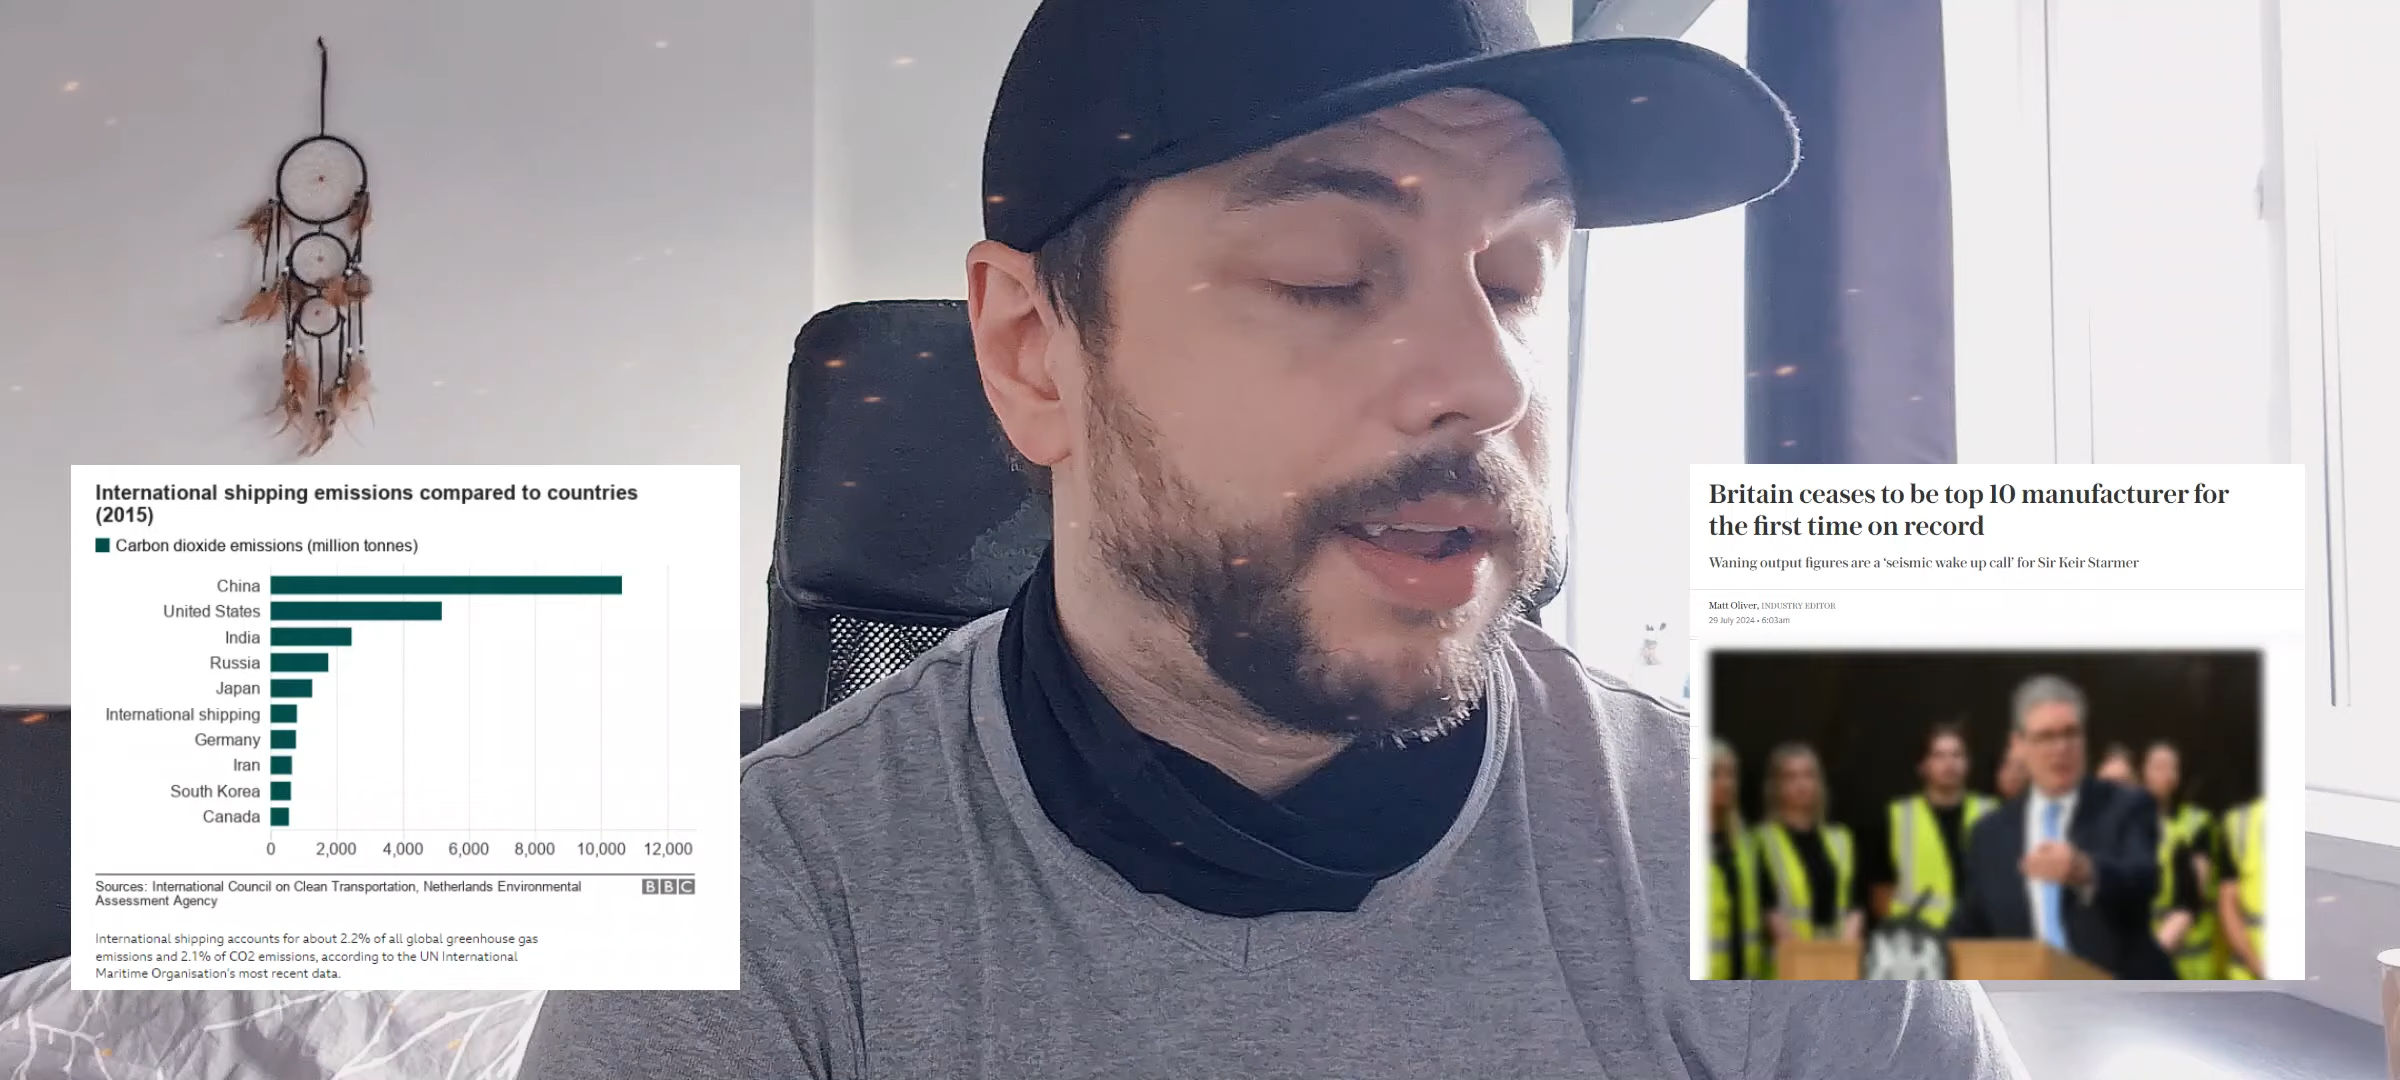 International shipping emissions compared to countries
(2015)
Carbon dioxide emissions (million tonnes)
China
United States
India
Russia
Japan
International shipping
Germany
Iran
South Korea
Canada
0 2,000 4,000 6,000 8,000 10,000 12,000
Sources: International Council on Clean Transportation, Netherlands Environmental
Assessment Agency
BBC
International shipping accounts for about 2.2% of all global greenhouse gas
emissions and 2.1% of CO2 emissions, according to the UN International
Maritime Organisation's most recent data.
Britain ceases to be top 10 manufacturer for
the first time on record
Waning output figures are a ‘seismic wake up call’ for Sir Keir Starmer
Matt Oliver, INDUSTRY EDITOR
29 July 2024 • 6:03am